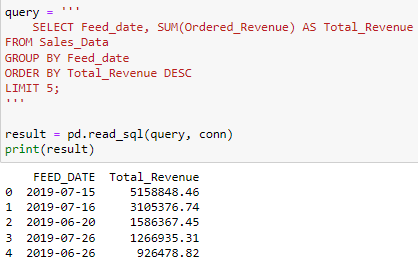 query = '''
    SELECT Feed_date, SUM(Ordered_Revenue) AS Total_Revenue
FROM Sales_Data
GROUP BY Feed_date
ORDER BY Total_Revenue DESC
LIMIT 5;
'''

result = pd.read_sql(query, conn)
print(result)

    FEED_DATE  Total_Revenue
0  2019-07-15     5158848.46
1  2019-07-16     3105376.74
2  2019-06-20     1586367.45
3  2019-07-26     1266935.31
4  2019-06-26      926478.82